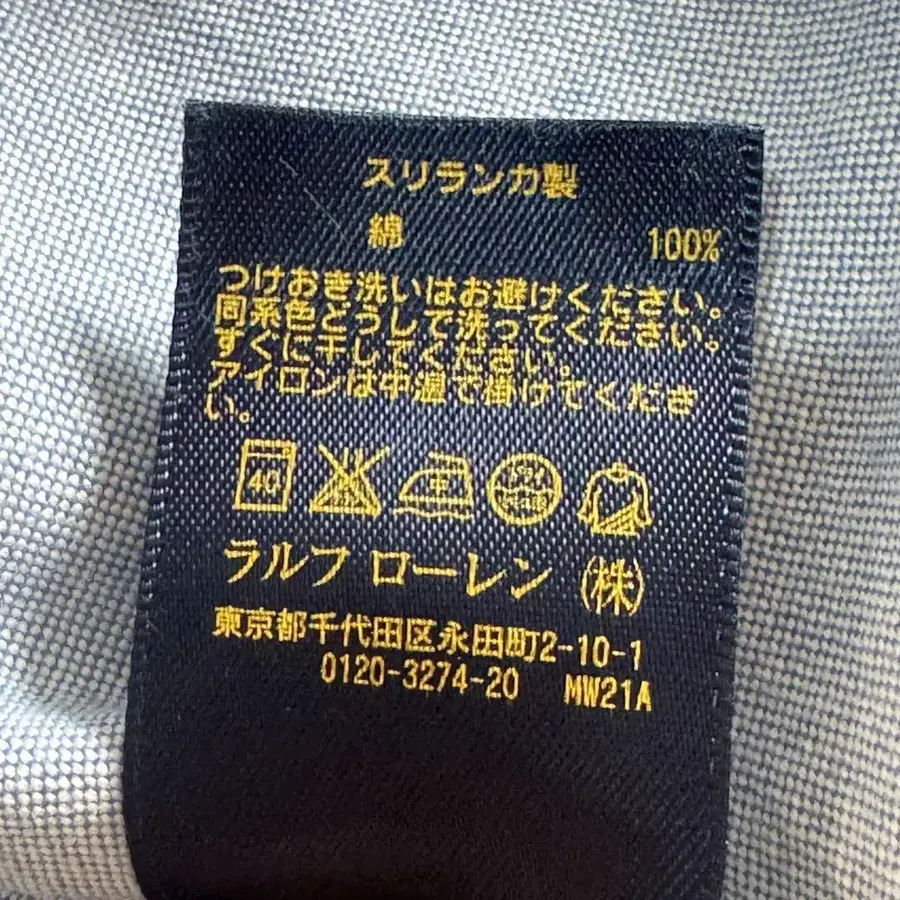 スリランカ製
綿 100%
つけおき洗いはお避けください。
同系色どうしで洗ってください。
すぐに干してください。
アイロンは中温で掛けてくださ
い。
40 中
ラルフ ローレン (株)
東京都千代田区永田町2-10-1
0120-3274-20 MW21A